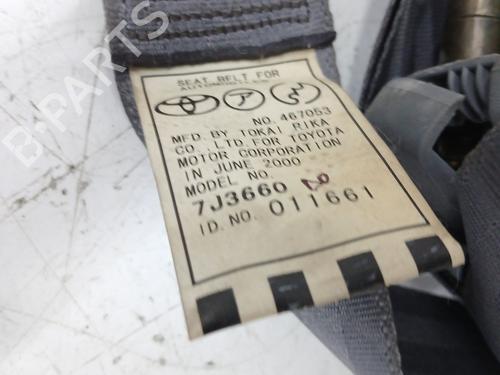 SEAT BELT FOR
AUTOMOBILES
NO. 467053
MFD. BY TOKAI RIKA
CO., LTD. FOR TOYOTA
MOTOR CORPORATION
IN JUNE 2000
MODEL NO.
7J3660
ID. NO. 011661
B-PARTS